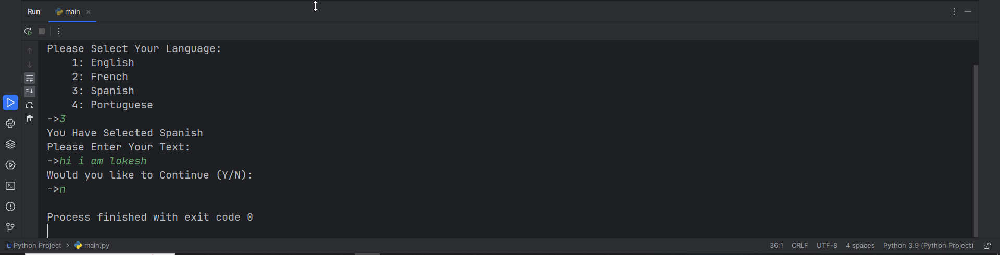 Run main
Please Select Your Language:
1: English
2: French
3: Spanish
4: Portuguese
->3
You Have Selected Spanish
Please Enter Your Text:
->hi i am lokesh
Would you like to Continue (Y/N):
->n
Process finished with exit code 0
Python Project > main.py 36:1 CRLF UTF-8 4 spaces Python 3.9 (Python Project)